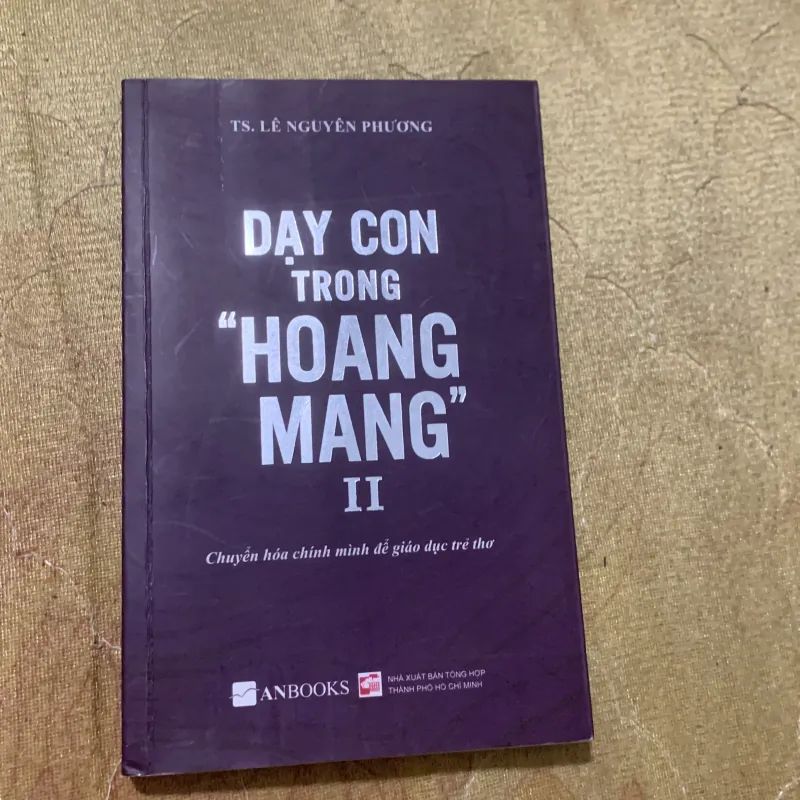 TS. LÊ NGUYÊN PHƯƠNG
DẠY CON
TRONG
“HOANG
MANG”
II
Chuyển hóa chính mình để giáo dục trẻ thơ
ANBOOKS
NHÀ XUẤT BẢN TỔNG HỢP
THÀNH PHỐ HỒ CHÍ MINH